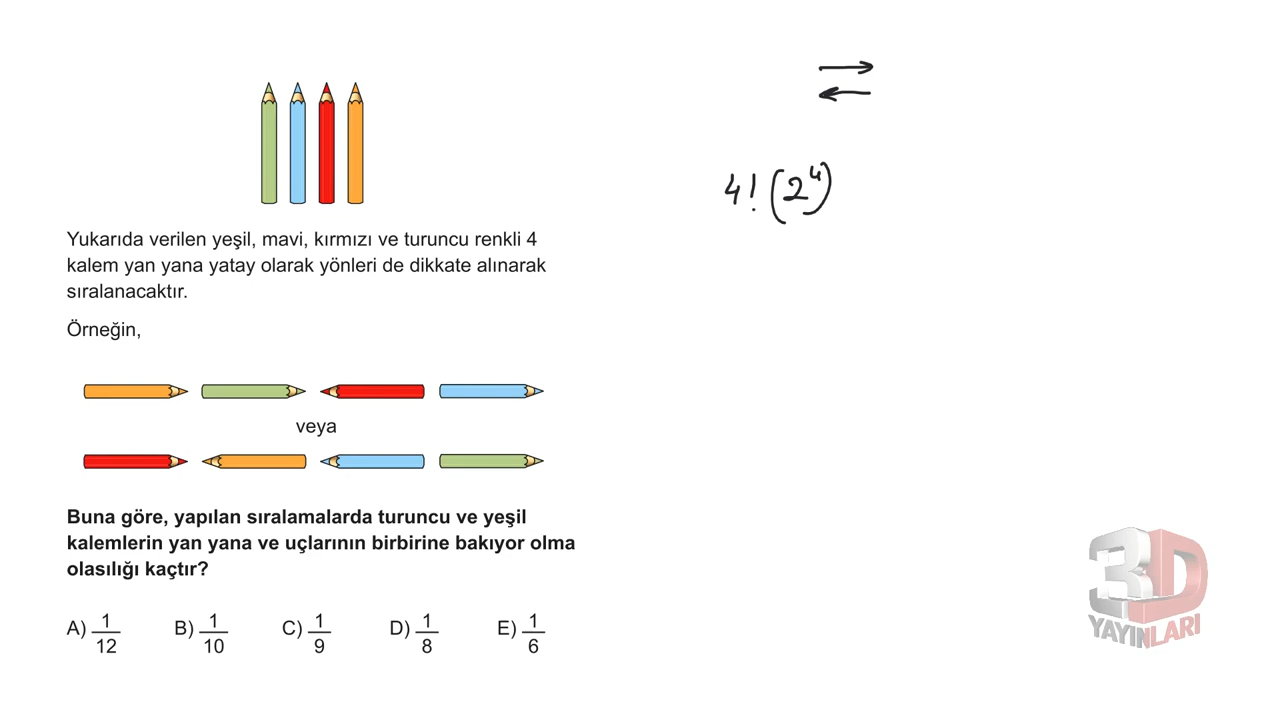 4!(2⁴)
Yukarıda verilen yeşil, mavi, kırmızı ve turuncu renkli 4
kalem yan yana yatay olarak yönleri de dikkate alınarak
sıralanacaktır.
Örneğin,
veya
Buna göre, yapılan sıralamalarda turuncu ve yeşil
kalemlerin yan yana ve uçlarının birbirine bakıyor olma
olasılığı kaçtır?
A) 1/12 B) 1/10 C) 1/9 D) 1/8 E) 1/6
3D
YAYINLARI